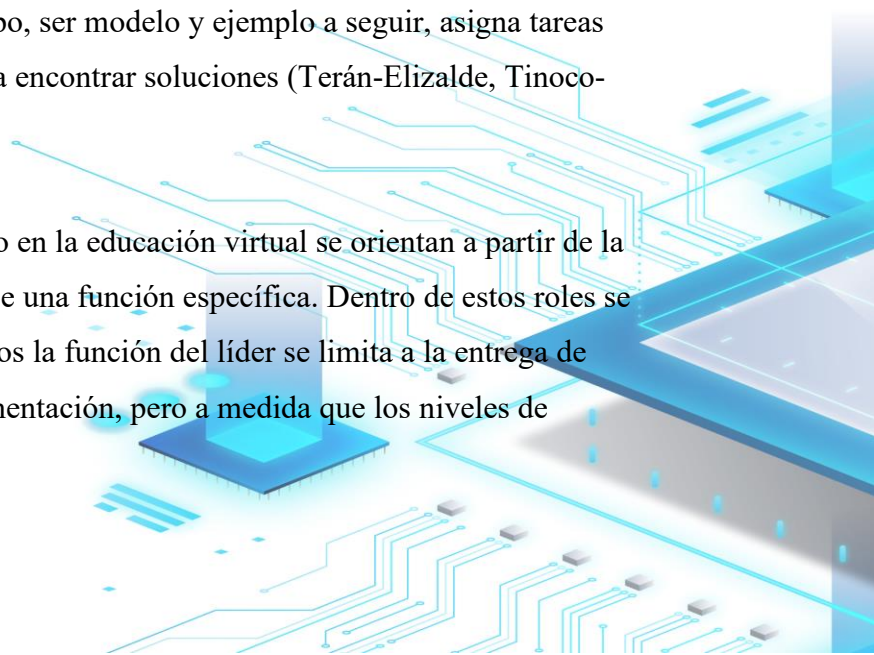 po, ser modelo y ejemplo a seguir, asigna tareas
a encontrar soluciones (Terán-Elizalde, Tinoco-
o en la educación virtual se orientan a partir de la
e una función específica. Dentro de estos roles se
os la función del líder se limita a la entrega de
mentación, pero a medida que los niveles de